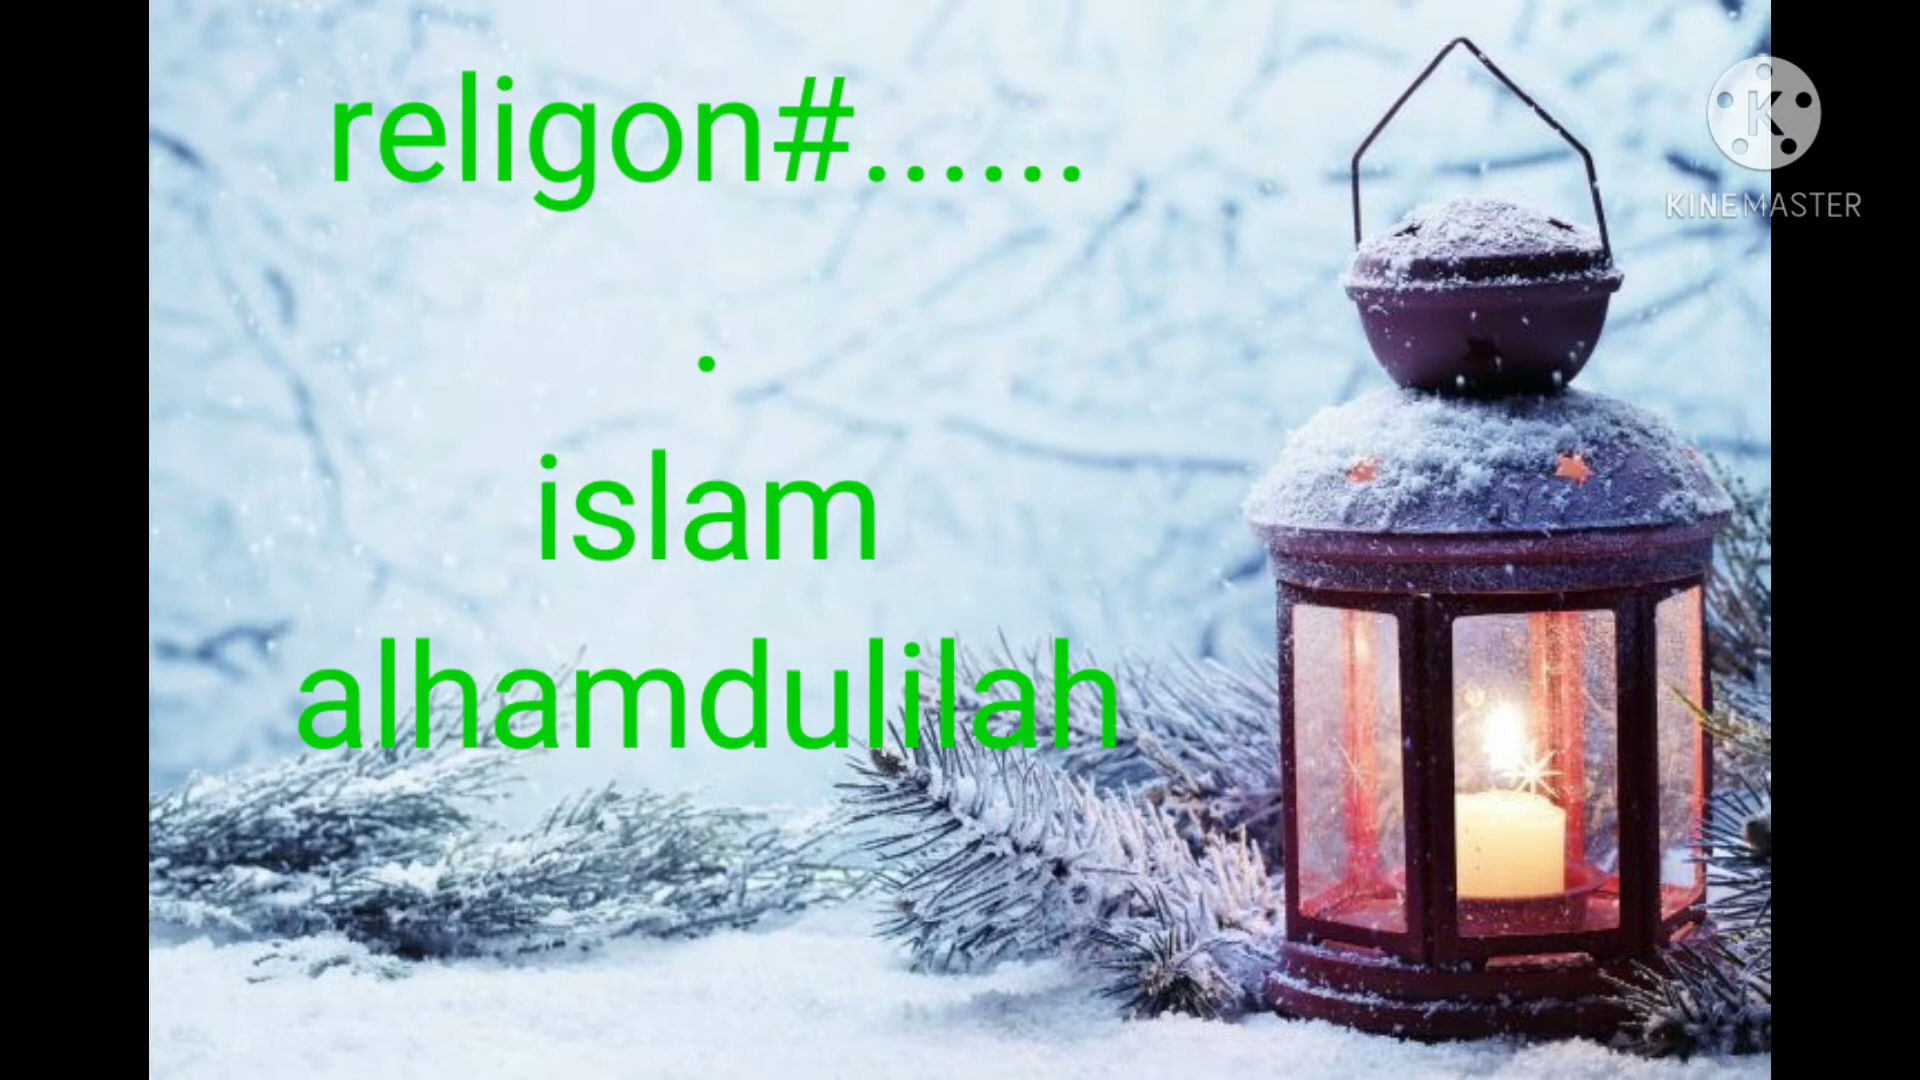 religon#......
.
islam
alhamdulilah
K
KINEMASTER